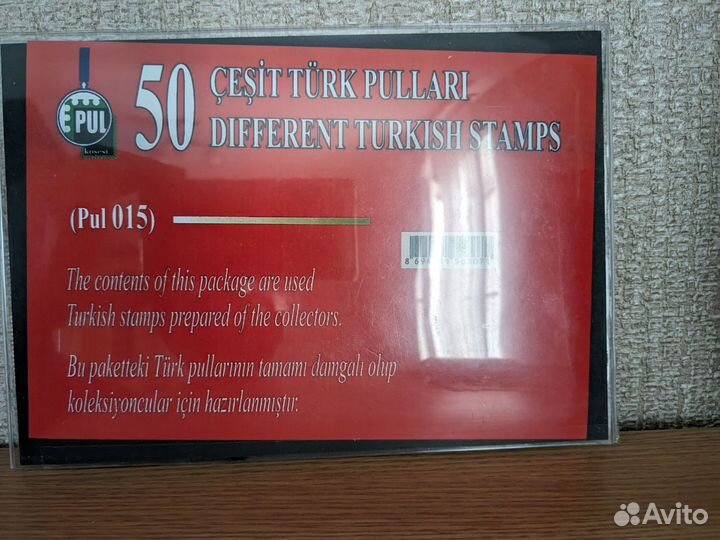 50 ÇEŞİT TÜRK PULLARI
DIFFERENT TURKISH STAMPS
PUL
(Pul 015)
The contents of this package are used
Turkish stamps prepared of the collectors.
Bu paketteki Türk pullarının tamamı damgalı olup
koleksiyoncular için hazırlanmıştır.
Avito